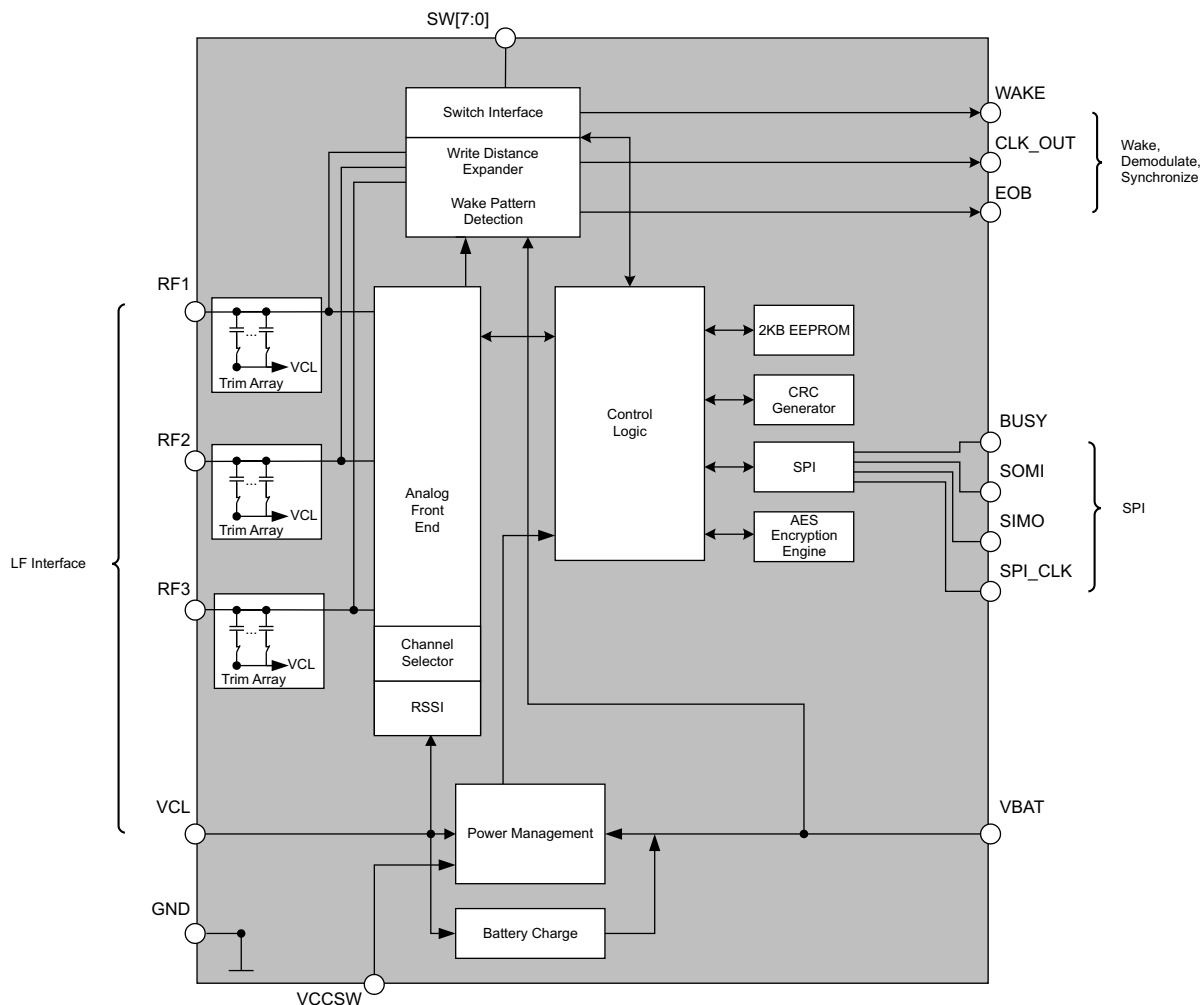 SW[7:0]
Switch Interface
Write Distance
Expander
Wake Pattern
Detection
WAKE
CLK_OUT
EOB
Wake,
Demodulate,
Synchronize
RF1
...
VCL
Trim Array
RF2
...
VCL
Trim Array
RF3
...
VCL
Trim Array
LF Interface
Analog
Front
End
Channel
Selector
RSSI
Control
Logic
2KB EEPROM
CRC
Generator
SPI
AES
Encryption
Engine
BUSY
SOMI
SIMO
SPI_CLK
SPI
VCL
Power Management
VBAT
GND
Battery Charge
VCCSW